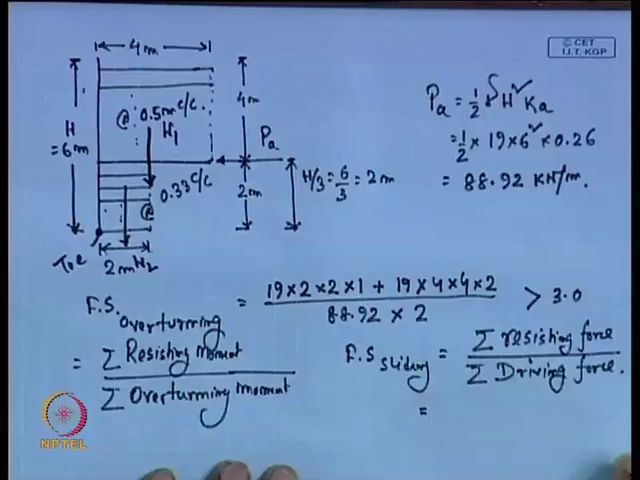 4m
© CET
I.I.T. KGP
H
=6m
@ 0.5m c/c.
H₁
4m
Pa
Pa = 1/2 γ H² Ka
= 1/2 × 19 × 6² × 0.26
= 88.92 KN/m.
@ 0.33 c/c
2m
H/3 = 6/3 = 2m
Toe
2m
W₂
F.S. overturning = (19×2×2×1 + 19×4×4×2) / (88.92 × 2) > 3.0
= Σ Resisting moment / Σ Overturning moment
F.S sliding = Σ resisting force / Σ Driving force.
=
NPTEL